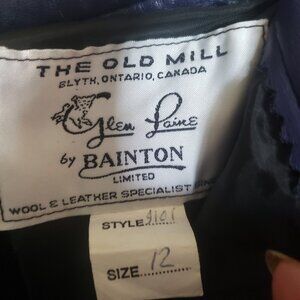 THE OLD MILL
BLYTH, ONTARIO, CANADA
Glen Laine
by BAINTON
LIMITED
WOOL & LEATHER SPECIALIST
STYLE
SIZE 12